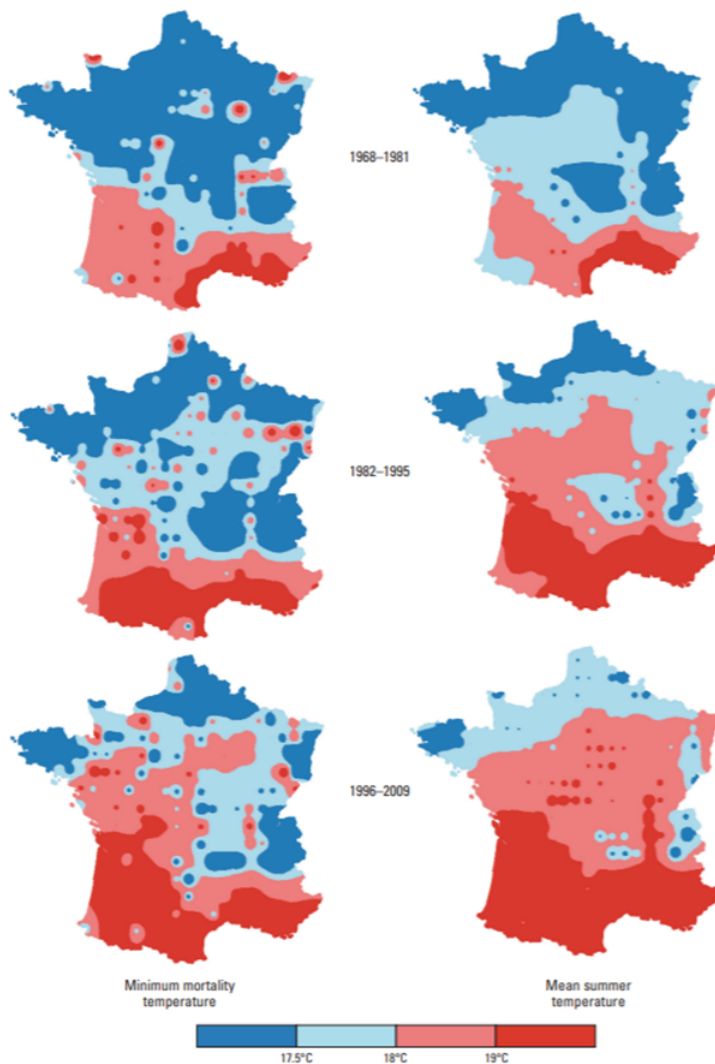 1968–1981
1982–1995
1996–2009
Minimum mortality
temperature
Mean summer
temperature
17.5°C
18°C
19°C